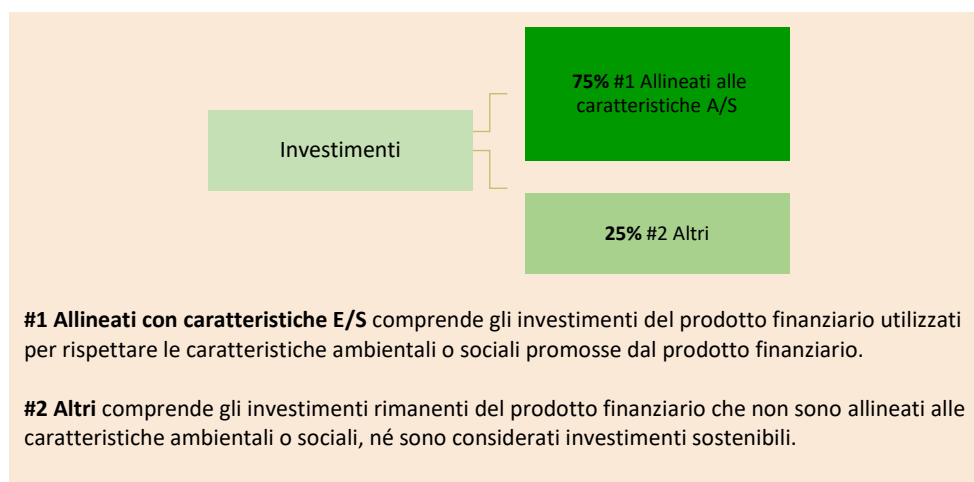 75% #1 Allineati alle
caratteristiche A/S
Investimenti
25% #2 Altri
#1 Allineati con caratteristiche E/S comprende gli investimenti del prodotto finanziario utilizzati
per rispettare le caratteristiche ambientali o sociali promosse dal prodotto finanziario.
#2 Altri comprende gli investimenti rimanenti del prodotto finanziario che non sono allineati alle
caratteristiche ambientali o sociali, né sono considerati investimenti sostenibili.